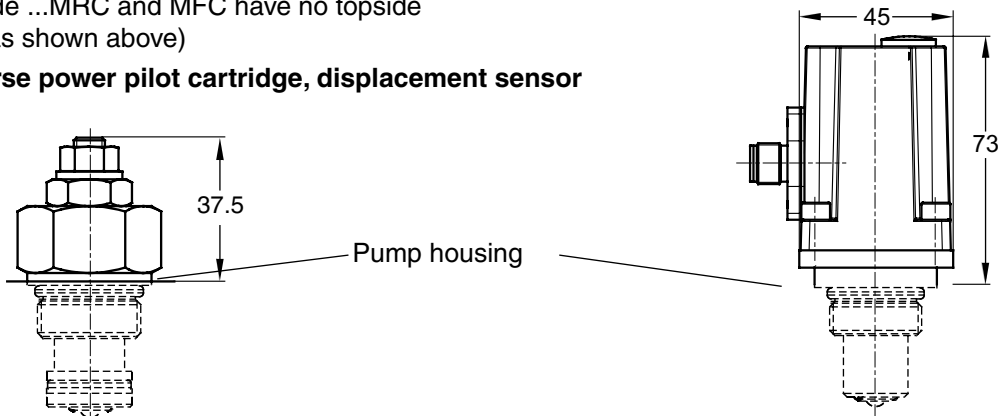 ...MRC and MFC have no topside
shown above)
power pilot cartridge, displacement sensor
45
73
37.5
Pump housing